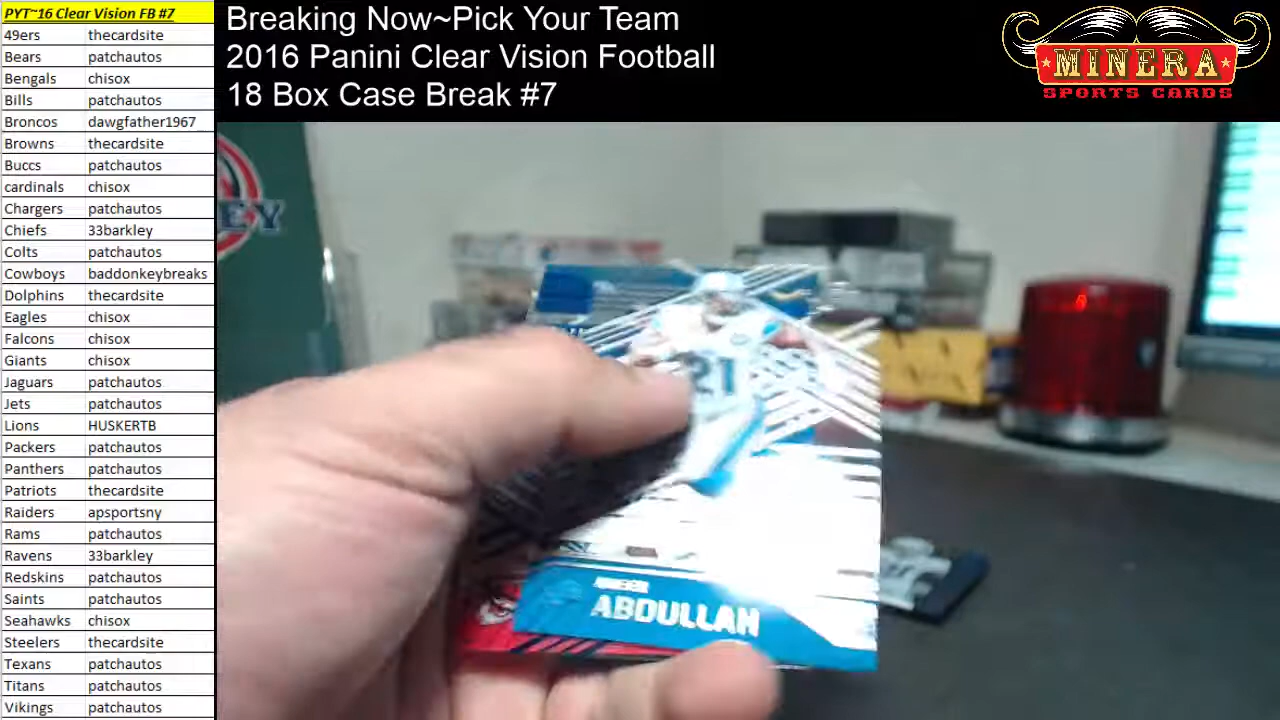 PYT~16 Clear Vision FB #7
49ers thecardsite
Bears patchautos
Bengals chisox
Bills patchautos
Broncos dawgfather1967
Browns thecardsite
Buccs patchautos
cardinals chisox
Chargers patchautos
Chiefs 33barkley
Colts patchautos
Cowboys baddonkeybreaks
Dolphins thecardsite
Eagles chisox
Falcons chisox
Giants chisox
Jaguars patchautos
Jets patchautos
Lions HUSKERTB
Packers patchautos
Panthers patchautos
Patriots thecardsite
Raiders apsportsny
Rams patchautos
Ravens 33barkley
Redskins patchautos
Saints patchautos
Seahawks chisox
Steelers thecardsite
Texans patchautos
Titans patchautos
Vikings patchautos
Breaking Now~Pick Your Team
2016 Panini Clear Vision Football
18 Box Case Break #7
MINERA
SPORTS CARDS
EY
21
ABDULLAH